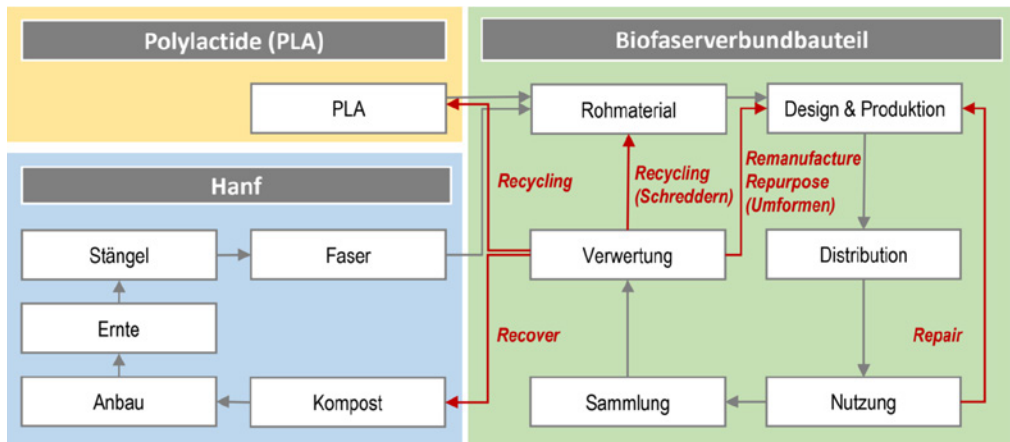 Polylactide (PLA)
PLA
Hanf
Stängel
Faser
Ernte
Anbau
Kompost
Biofaserverbundbauteil
Rohmaterial
Design & Produktion
Recycling
Recycling
(Schreddern)
Remanufacture
Repurpose
(Umformen)
Verwertung
Distribution
Recover
Repair
Sammlung
Nutzung